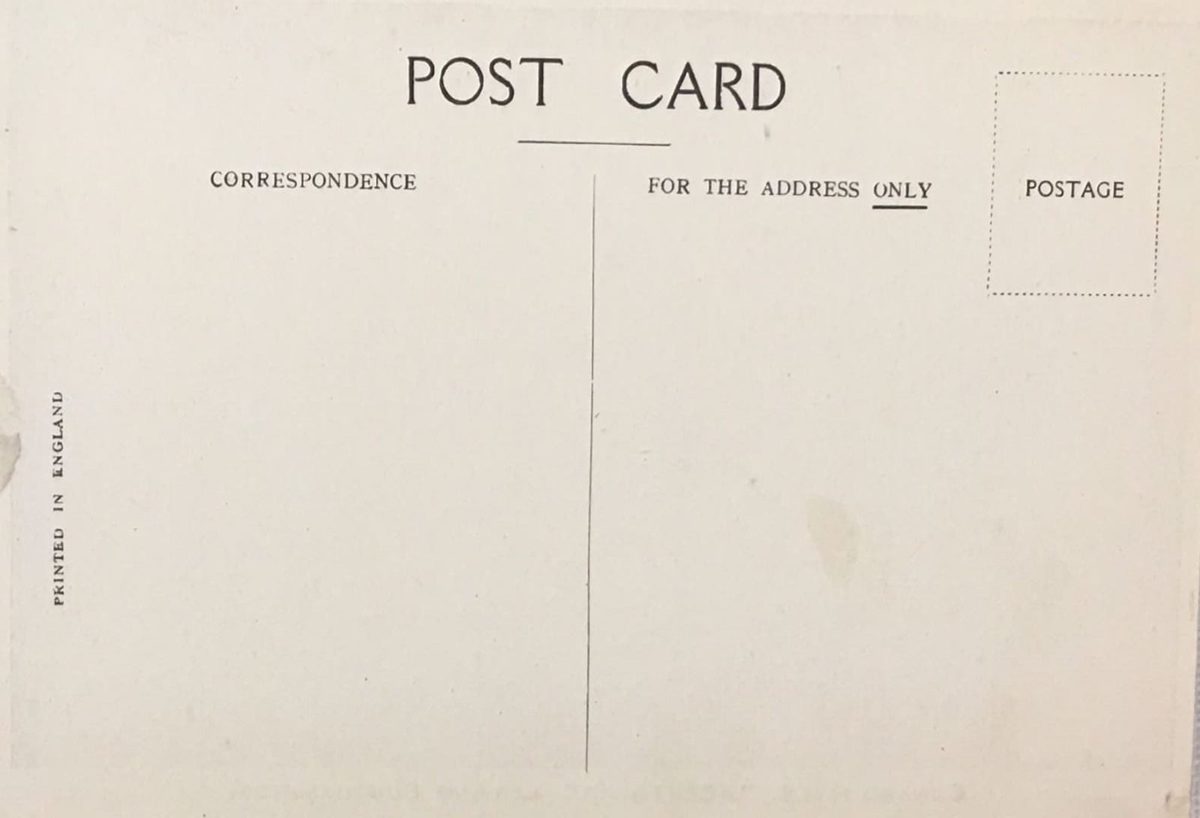 POST CARD
CORRESPONDENCE
FOR THE ADDRESS ONLY
POSTAGE
PRINTED IN ENGLAND